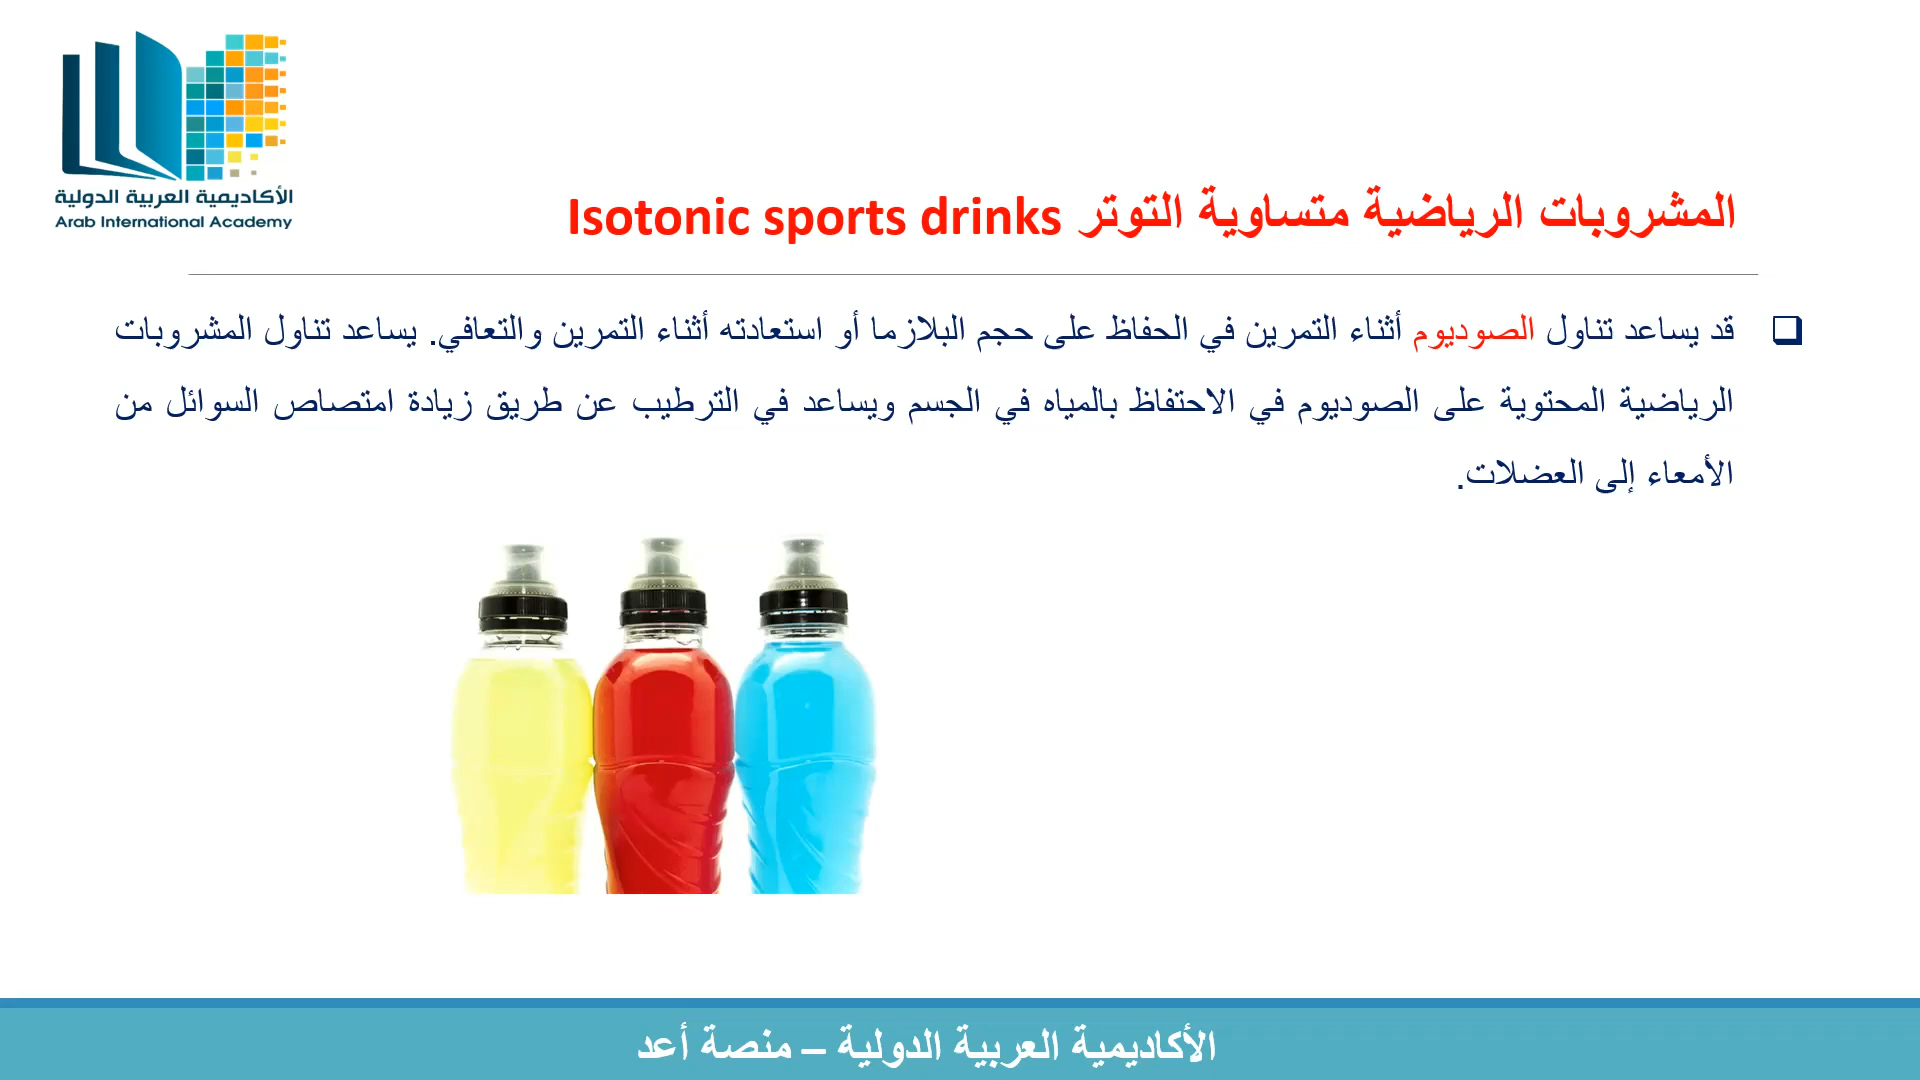 الأكاديمية العربية الدولية
Arab International Academy
المشروبات الرياضية متساوية التوتر Isotonic sports drinks
قد يساعد تناول الصوديوم أثناء التمرين في الحفاظ على حجم البلازما أو استعادته أثناء التمرين والتعافي. يساعد تناول المشروبات
الرياضية المحتوية على الصوديوم في الاحتفاظ بالمياه في الجسم ويساعد في الترطيب عن طريق زيادة امتصاص السوائل من
الأمعاء إلى العضلات.
الأكاديمية العربية الدولية – منصة أعد